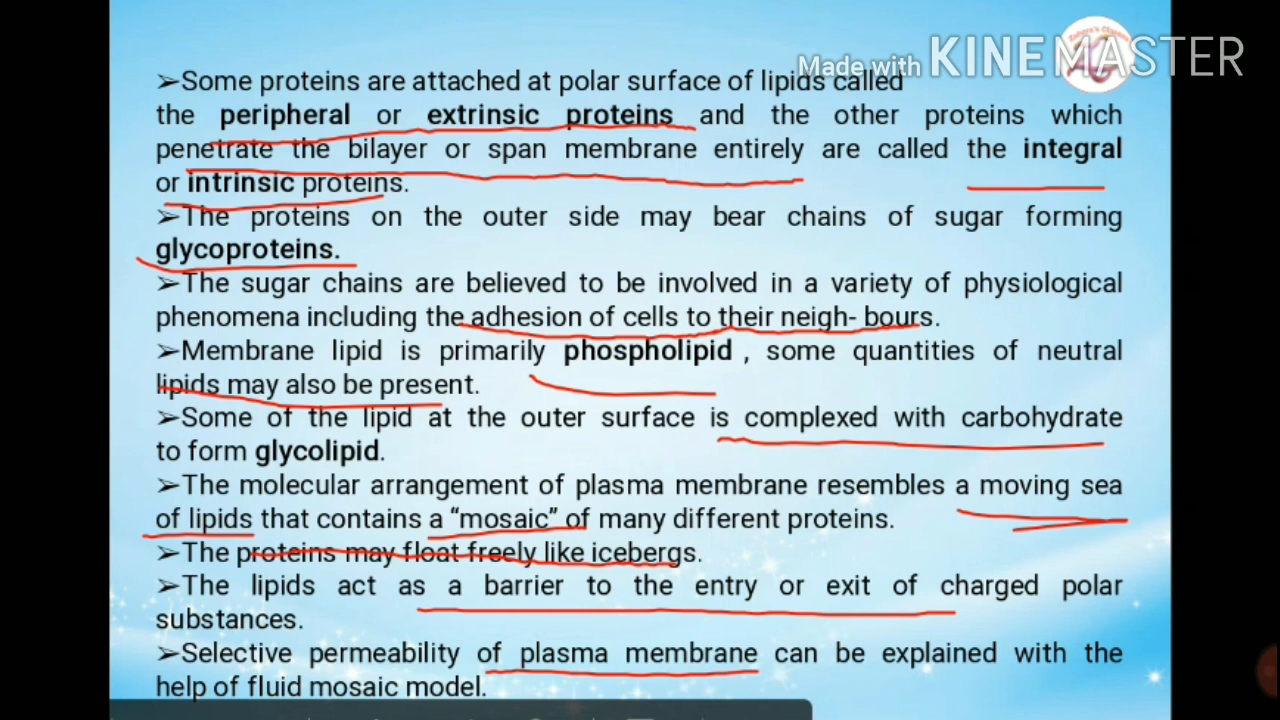 Made with KINEMASTER
➢Some proteins are attached at polar surface of lipids called
the peripheral or extrinsic proteins and the other proteins which
penetrate the bilayer or span membrane entirely are called the integral
or intrinsic proteins.
➢The proteins on the outer side may bear chains of sugar forming
glycoproteins.
➢The sugar chains are believed to be involved in a variety of physiological
phenomena including the adhesion of cells to their neigh- bours.
➢Membrane lipid is primarily phospholipid , some quantities of neutral
lipids may also be present.
➢Some of the lipid at the outer surface is complexed with carbohydrate
to form glycolipid.
➢The molecular arrangement of plasma membrane resembles a moving sea
of lipids that contains a “mosaic” of many different proteins.
➢The proteins may float freely like icebergs.
➢The lipids act as a barrier to the entry or exit of charged polar
substances.
➢Selective permeability of plasma membrane can be explained with the
help of fluid mosaic model.